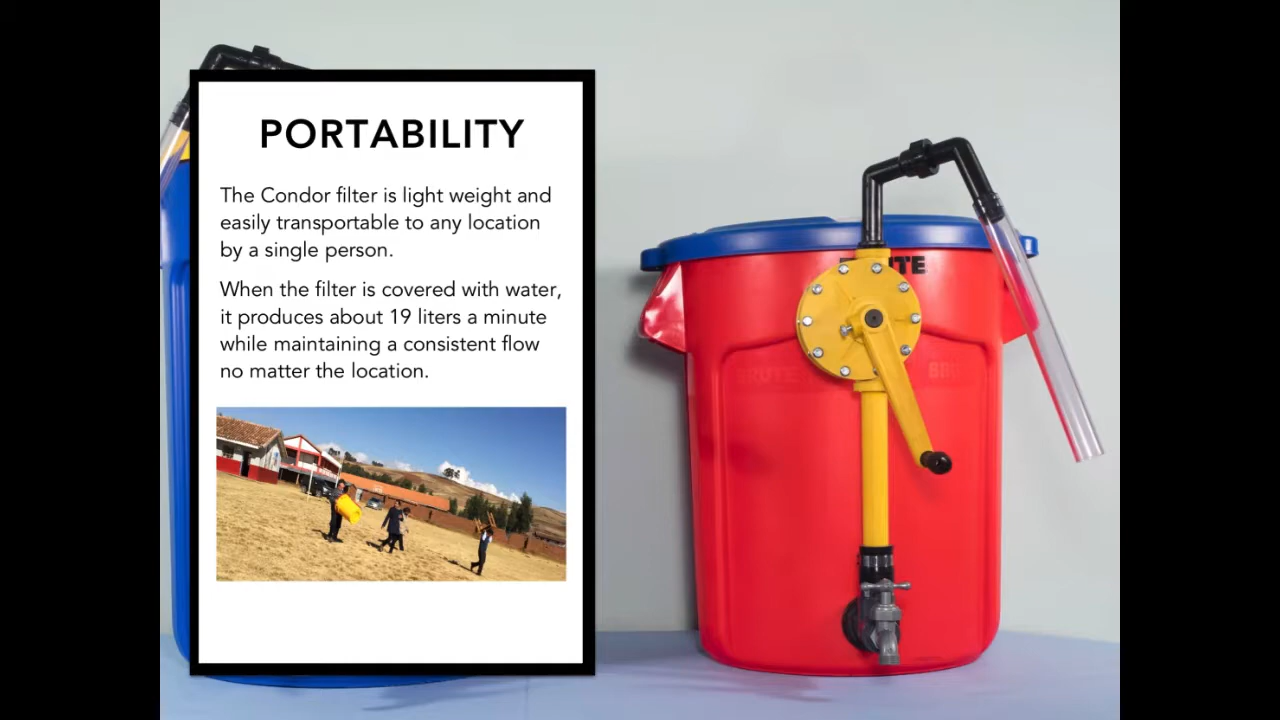 PORTABILITY
The Condor filter is light weight and
easily transportable to any location
by a single person.
When the filter is covered with water,
it produces about 19 liters a minute
while maintaining a consistent flow
no matter the location.
BRUTE